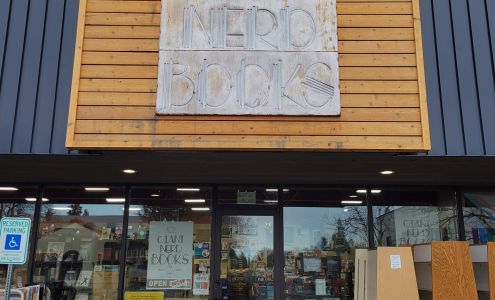 NERD
BOOKS
RESERVED
PARKING
GIANT
NERD
BOOKS
OPEN